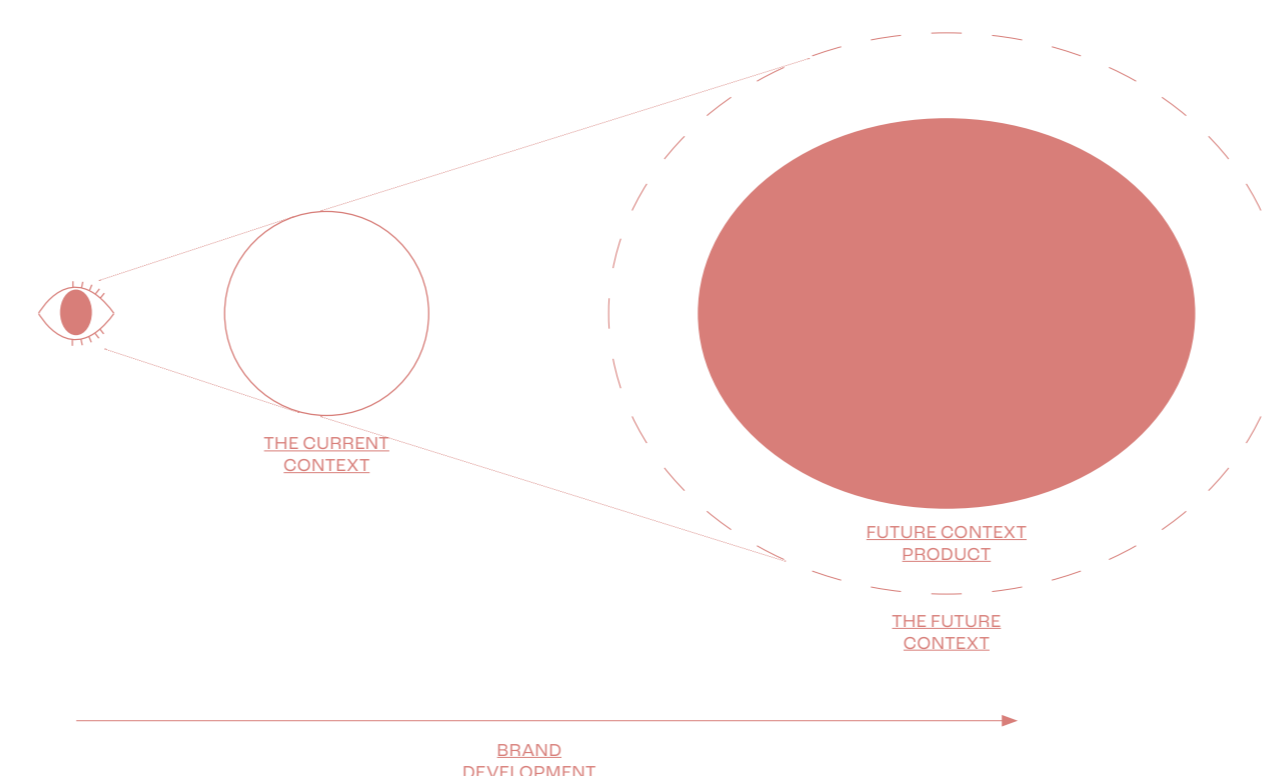 THE CURRENT
CONTEXT
FUTURE CONTEXT
PRODUCT
THE FUTURE
CONTEXT
BRAND
DEVELOPMENT